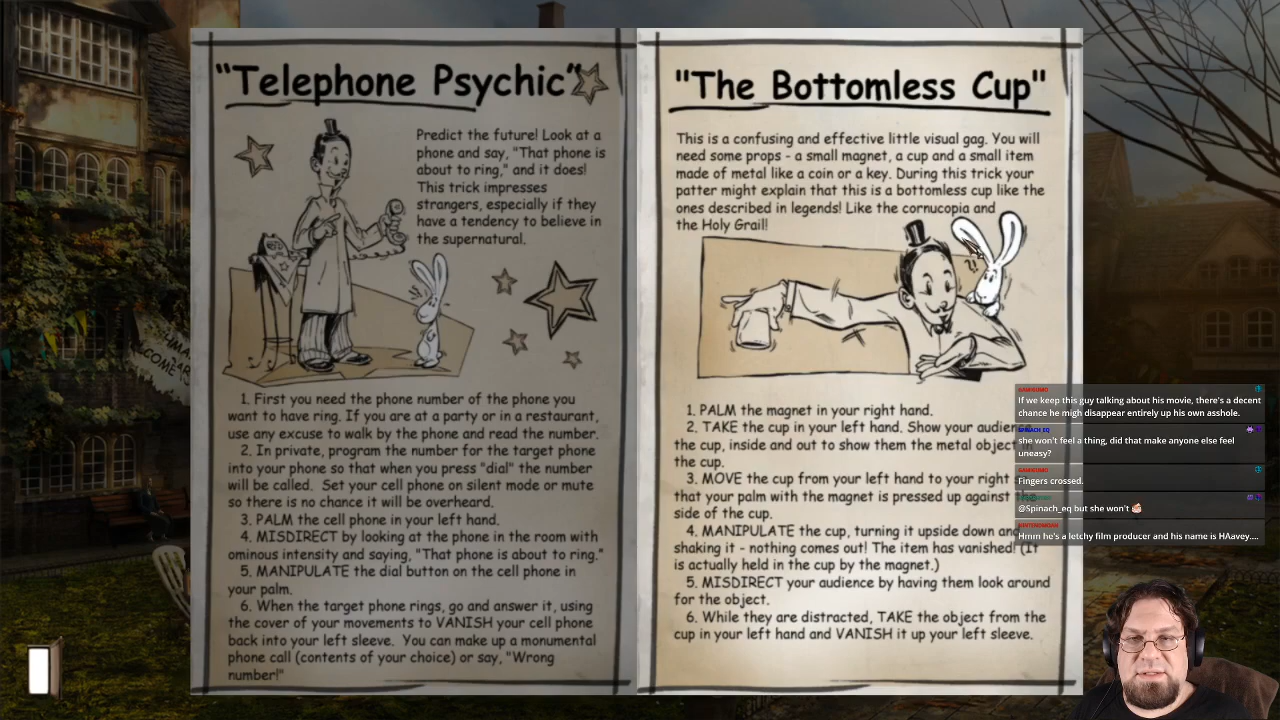 "Telephone Psychic"
Predict the future! Look at a
phone and say, "That phone is
about to ring," and it does!
This trick impresses
strangers, especially if they
have a tendency to believe in
the supernatural.
1. First you need the phone number of the phone you
want to have ring. If you are at a party or in a restaurant,
use any excuse to walk by the phone and read the number.
2. In private, program the number for the target phone
into your phone so that when you press "dial" the number
will be called. Set your cell phone on silent mode or mute
so there is no chance it will be overheard.
3. PALM the cell phone in your left hand.
4. MISDIRECT by looking at the phone in the room with
ominous intensity and saying, "That phone is about to ring."
5. MANIPULATE the dial button on the cell phone in
your palm.
6. When the target phone rings, go and answer it, using
the cover of your movements to VANISH your cell phone
back into your left sleeve. You can make up a monumental
phone call (contents of your choice) or say, "Wrong
number!"
"The Bottomless Cup"
This is a confusing and effective little visual gag. You will
need some props - a small magnet, a cup and a small item
made of metal like a coin or a key. During this trick your
patter might explain that this is a bottomless cup like the
ones described in legends! Like the cornucopia and
the Holy Grail!
1. PALM the magnet in your right hand.
2. TAKE the cup in your left hand. Show your
the cup, inside and out to show them the metal object
the cup.
3. MOVE the cup from your left hand to your right
that your palm with the magnet is pressed up against
side of the cup.
4. MANIPULATE the cup, turning it upside down and
shaking it - nothing comes out! The item has vanished! (It
is actually held in the cup by the magnet.)
5. MISDIRECT your audience by having them look around
for the object.
6. While they are distracted, TAKE the object from the
cup in your left hand and VANISH it up your left sleeve.
If we keep this guy talking about his movie, there's a decent
chance he migh disappear entirely up his own asshole.
she won't feel a thing, did that make anyone else feel
uneasy?
Fingers crossed.
@Spinach_eq but she won't
Hmm he's a letchy film producer and his name is HAavey....